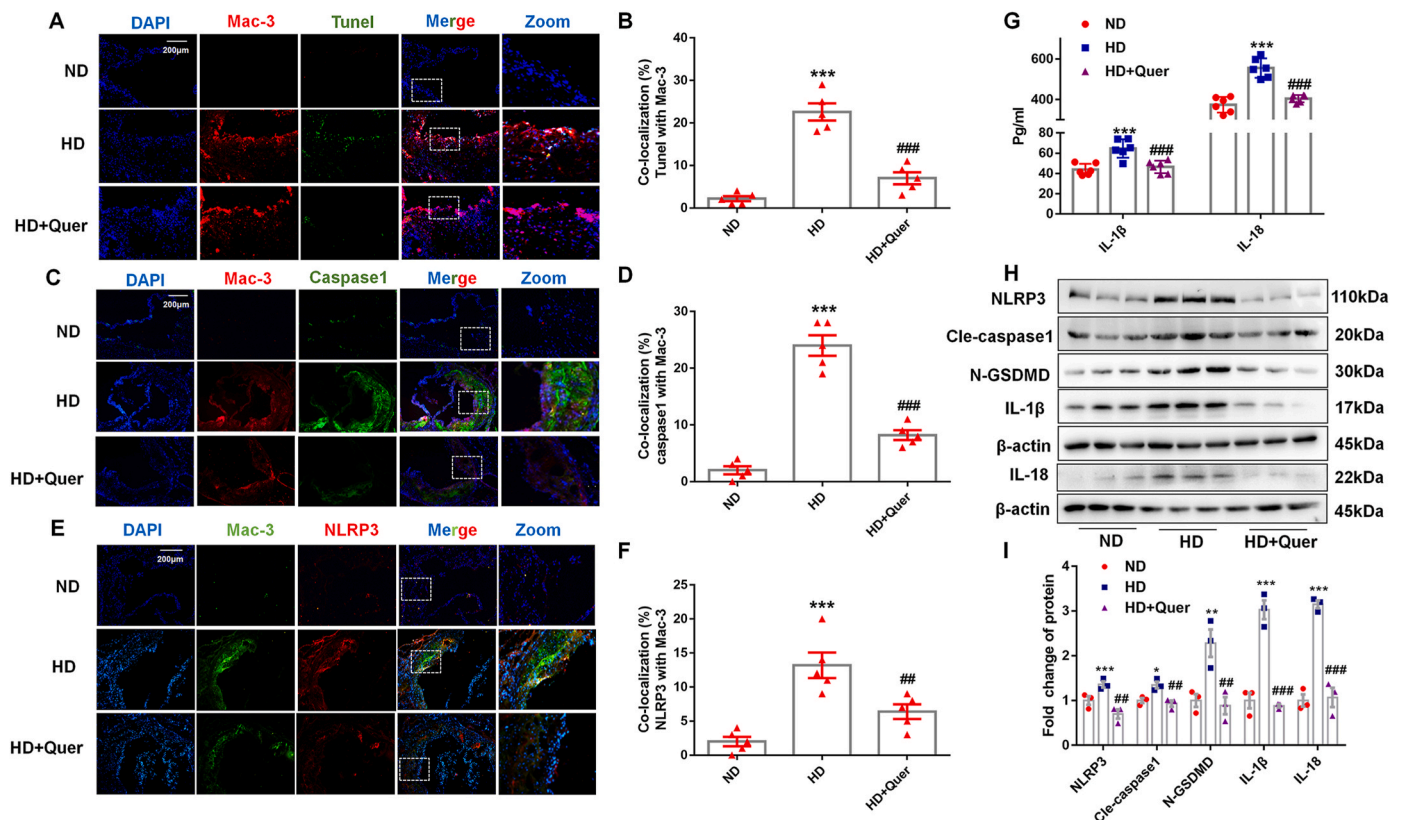 A
DAPI Mac-3 Tunel Merge Zoom
200μm
ND
HD
HD+Quer
B
Co-localization (%)
Tunel with Mac-3
40
30
20
10
0
ND HD HD+Quer
***
###
C
DAPI Mac-3 Caspase1 Merge Zoom
200μm
ND
HD
HD+Quer
D
Co-localization (%)
caspase1 with Mac-3
30
20
10
0
ND HD HD+Quer
***
###
E
DAPI Mac-3 NLRP3 Merge Zoom
200μm
ND
HD
HD+Quer
F
Co-localization (%)
NLRP3 with Mac-3
25
20
15
10
5
0
ND HD HD+Quer
***
##
G
ND
HD
HD+Quer
Pg/ml
600
400
200
80
60
40
20
0
*** ###
*** ###
IL-1β IL-18
H
NLRP3 110kDa
Cle-caspase1 20kDa
N-GSDMD 30kDa
IL-1β 17kDa
β-actin 45kDa
IL-18 22kDa
β-actin 45kDa
ND HD HD+Quer
I
ND
HD
HD+Quer
Fold change of protein
4
3
2
1
0
*** ##
* ##
** ##
*** ###
*** ###
NLRP3 Cle-caspase1 N-GSDMD IL-1β IL-18